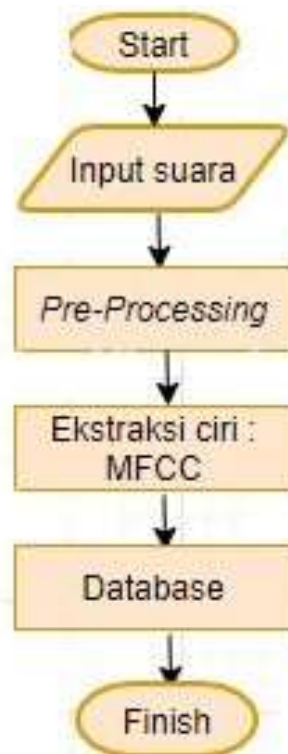 Start
Input suara
Pre-Processing
Ekstraksi ciri :
MFCC
Database
Finish